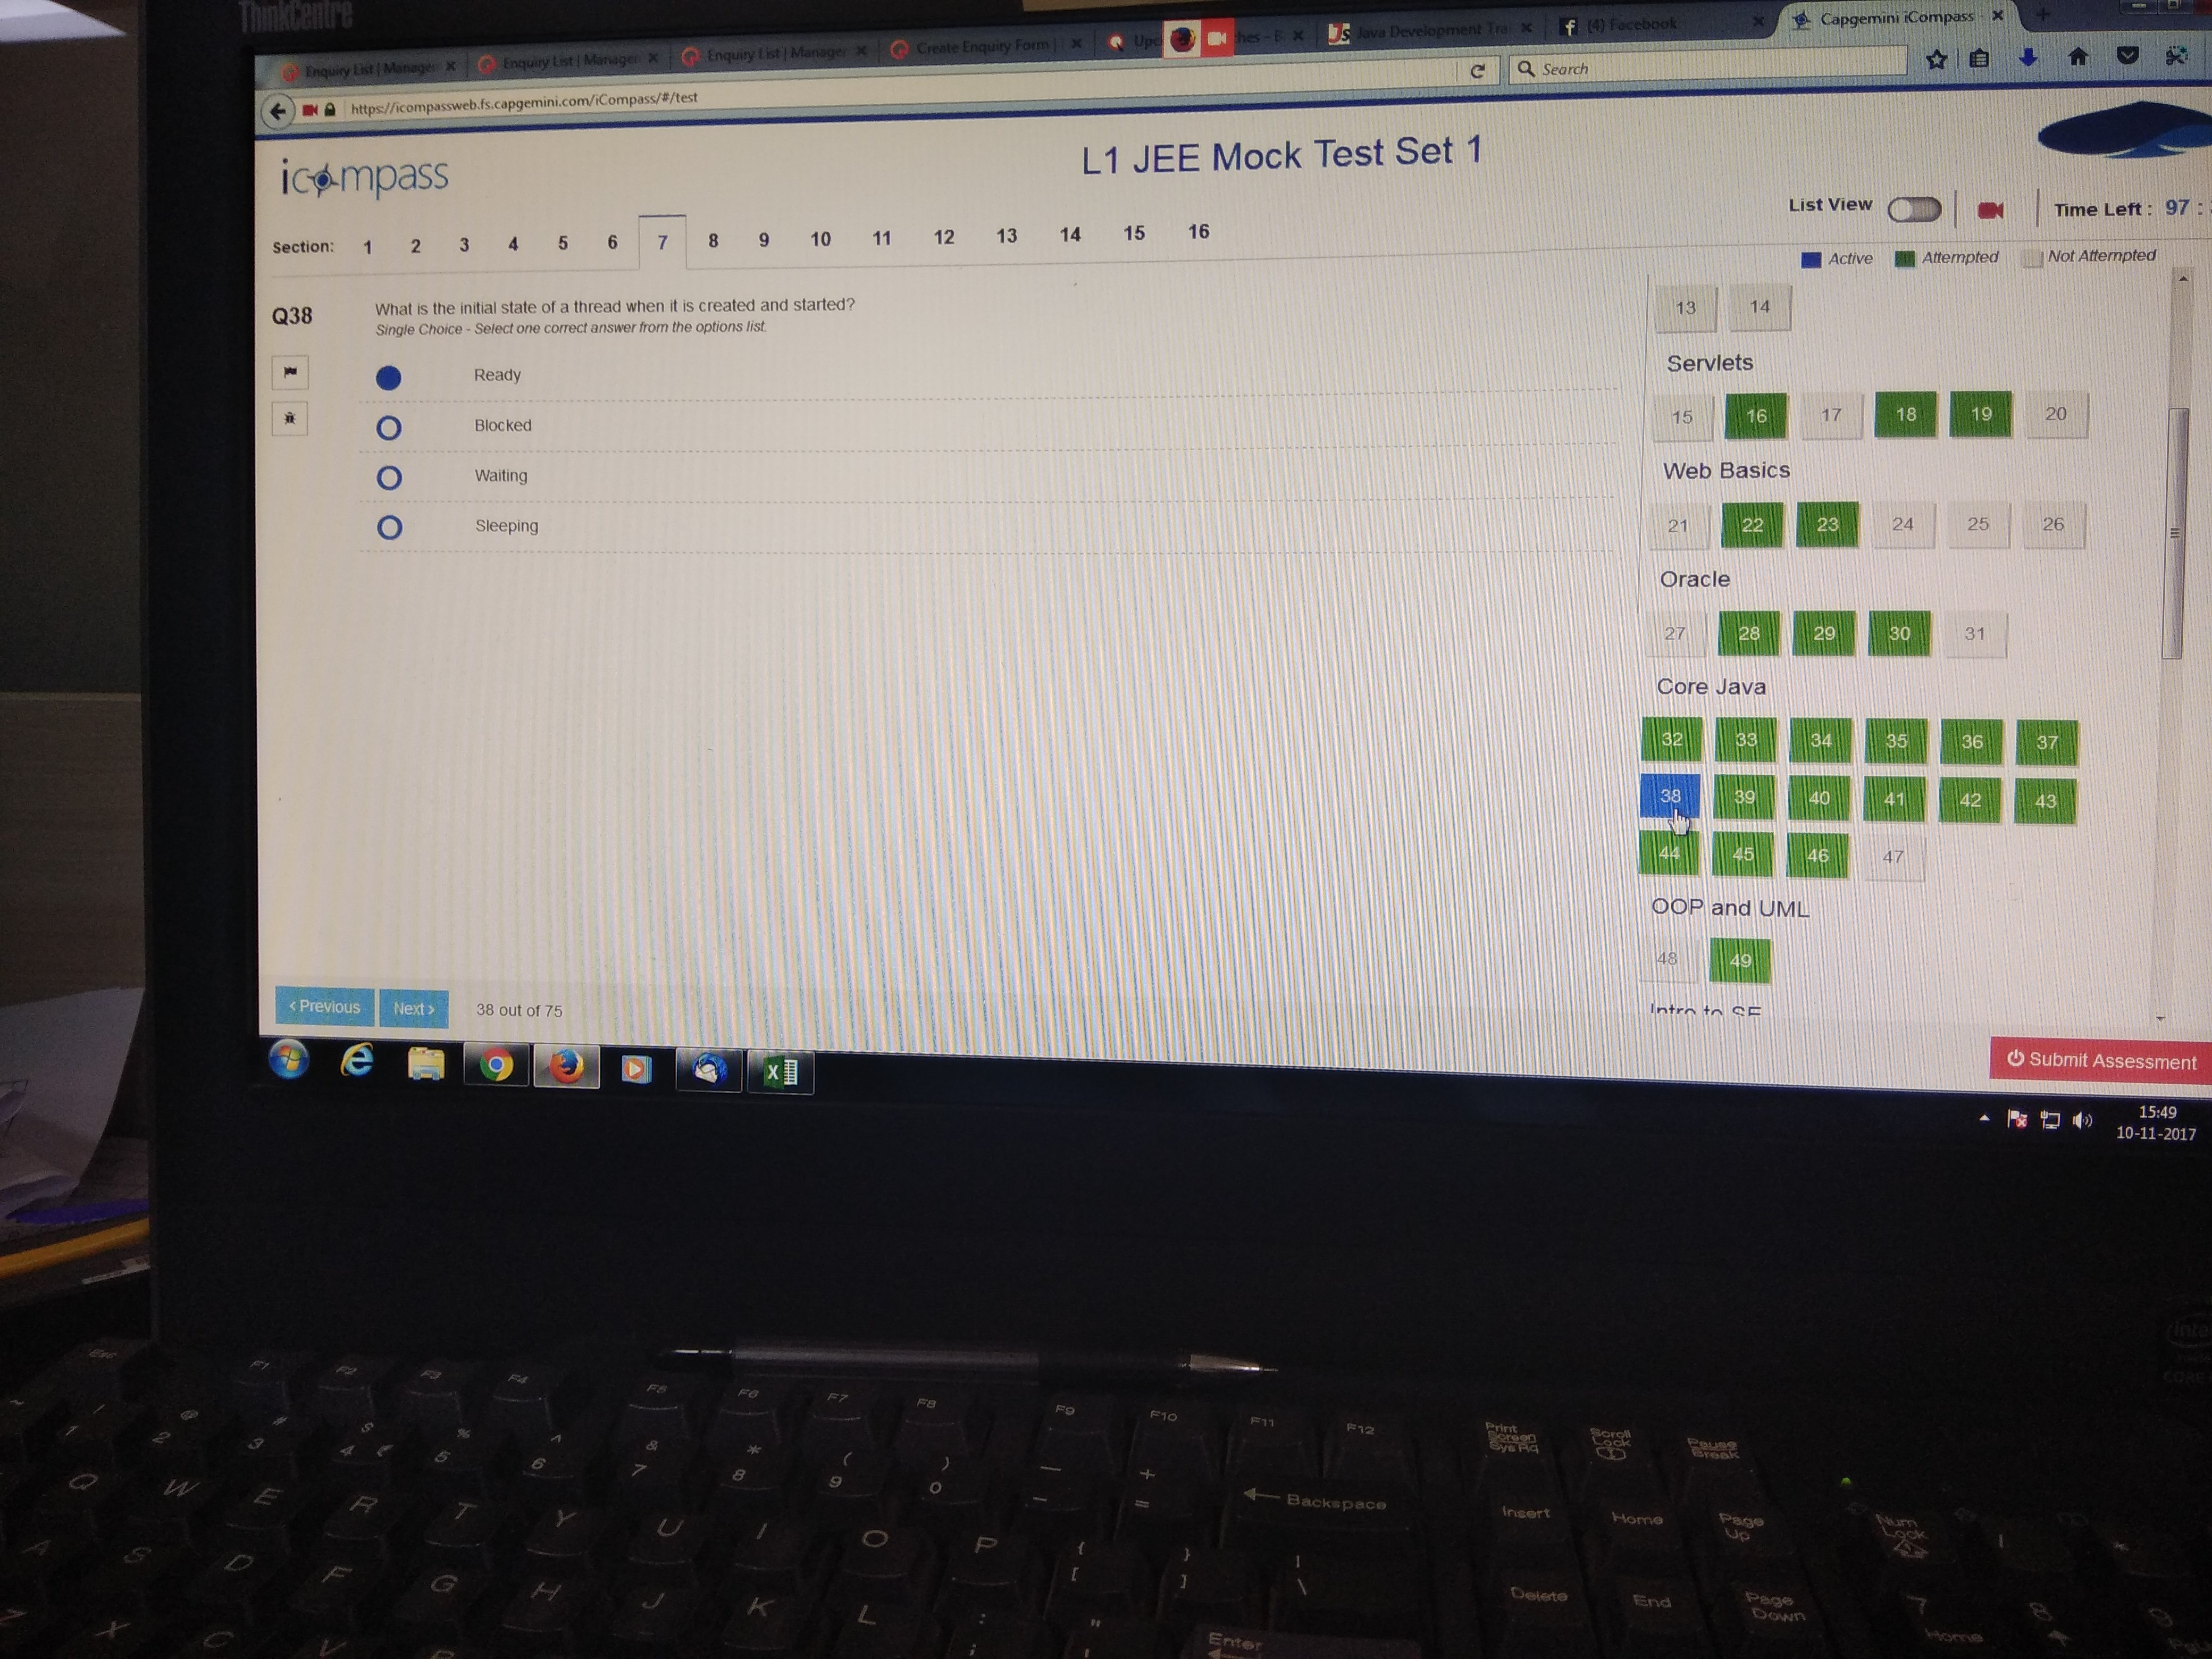 ThinkCentre
Enquiry List | Manager
Enquiry List | Manager
Enquiry List | Manager
Create Enquiry Form |
Java Development Tra
(4) Facebook
Capgemini iCompass
https://icompassweb.fs.capgemini.com/iCompass/#/test
Search
icompass
L1 JEE Mock Test Set 1
List View
Time Left : 97 :
Section: 1 2 3 4 5 6 7 8 9 10 11 12 13 14 15 16
Active Attempted Not Attempted
Q38
What is the initial state of a thread when it is created and started?
Single Choice - Select one correct answer from the options list.
Ready
Blocked
Waiting
Sleeping
13 14
Servlets
15 16 17 18 19 20
Web Basics
21 22 23 24 25 26
Oracle
27 28 29 30 31
Core Java
32 33 34 35 36 37
38 39 40 41 42 43
44 45 46 47
OOP and UML
48 49
Intro to SE
< Previous
Next >
38 out of 75
Submit Assessment
15:49
10-11-2017
Esc F1 F2 F3 F4 F5 F6 F7 F8 F9 F10 F11 F12
Print Screen Sys Rq
Scroll Lock
Pause Break
! 1 @ 2 # 3 $ 4 € % 5 ^ 6 & 7 * 8 ( 9 ) 0 — - + =
Backspace
Insert Home Page Up
Num Lock
Q W E R T Y U I O P { [ } ] | \
Delete End Page Down
7 Home 8 9
A S D F G H J K L : ; "
Enter
X C V